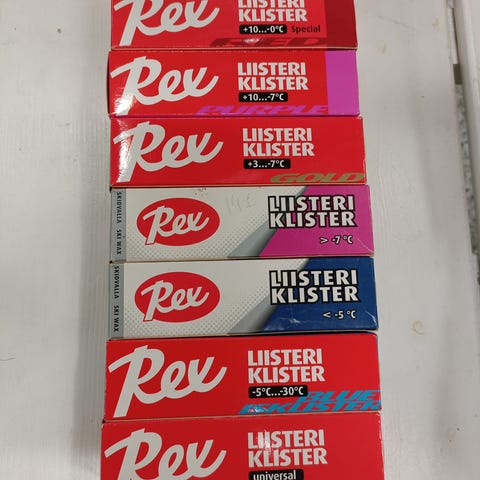 Rex
LIISTERI
KLISTER
+10...-0°C Special
RED
Rex
LIISTERI
KLISTER
+10...-7°C
PURPLE
Rex
LIISTERI
KLISTER
+3...-7°C
GOLD
SKIDVALLA SKI WAX
Rex
LIISTERI
KLISTER
> -7 °C
SKIDVALLA SKI WAX
Rex
LIISTERI
KLISTER
< -5 °C
Rex
LIISTERI
KLISTER
-5°C...-30°C
BLUE
KLISTER
Rex
LIISTERI
KLISTER
universal